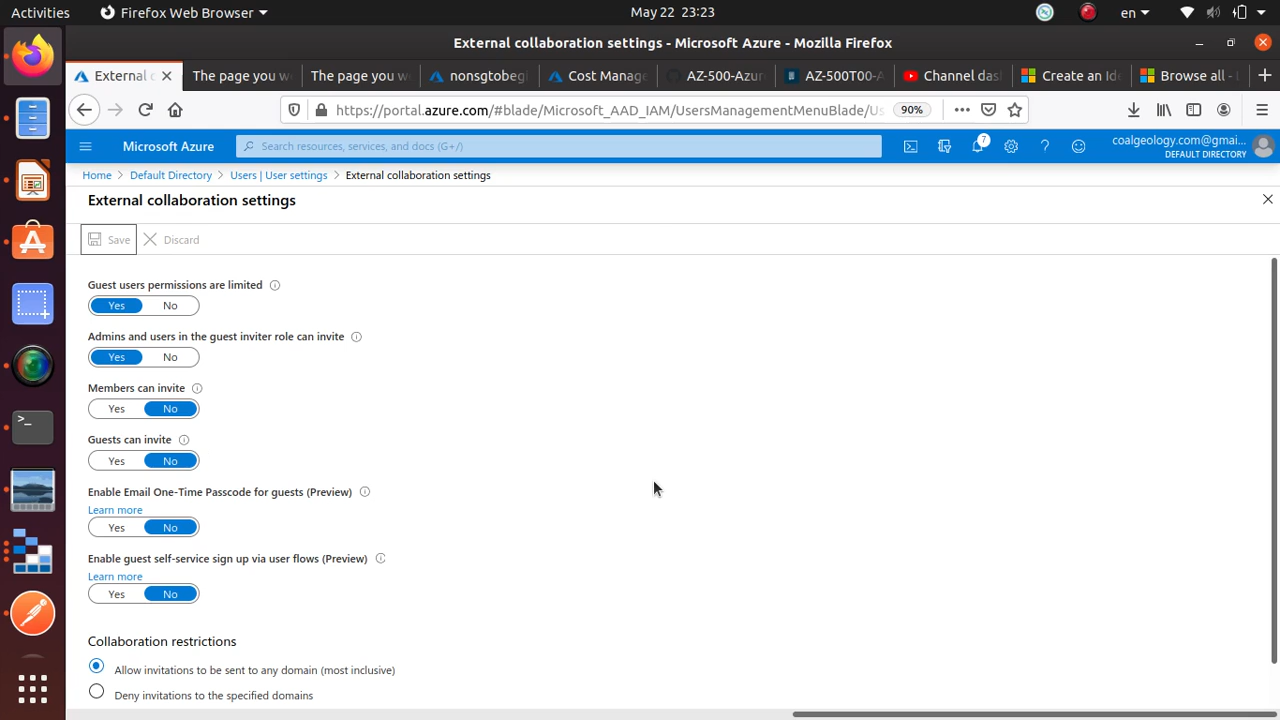 Activities
Firefox Web Browser
May 22 23:23
en
External collaboration settings - Microsoft Azure - Mozilla Firefox
External c
The page you w
The page you w
nonsgtobeg
Cost Manag
AZ-500-Azu
AZ-500T00-A
Channel das
Create an Id
Browse all - L
https://portal.azure.com/#blade/Microsoft_AAD_IAM/UsersManagementMenuBlade/Us
90%
Microsoft Azure
Search resources, services, and docs (G+/)
7
coalgeology.com@gmai...
DEFAULT DIRECTORY
Home > Default Directory > Users | User settings > External collaboration settings
External collaboration settings
Save
Discard
Guest users permissions are limited
Yes No
Admins and users in the guest inviter role can invite
Yes No
Members can invite
Yes No
Guests can invite
Yes No
Enable Email One-Time Passcode for guests (Preview)
Learn more
Yes No
Enable guest self-service sign up via user flows (Preview)
Learn more
Yes No
Collaboration restrictions
Allow invitations to be sent to any domain (most inclusive)
Deny invitations to the specified domains